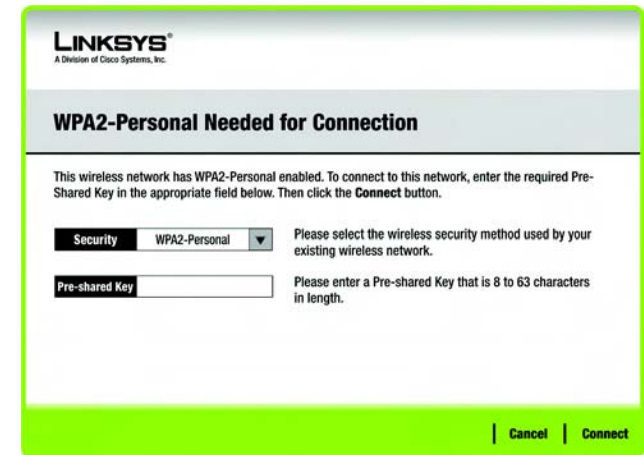 LINKSYS®
A Division of Cisco Systems, Inc.
WPA2-Personal Needed for Connection
This wireless network has WPA2-Personal enabled. To connect to this network, enter the required Pre-
Shared Key in the appropriate field below. Then click the Connect button.
Security WPA2-Personal
Please select the wireless security method used by your
existing wireless network.
Pre-shared Key
Please enter a Pre-shared Key that is 8 to 63 characters
in length.
Cancel Connect